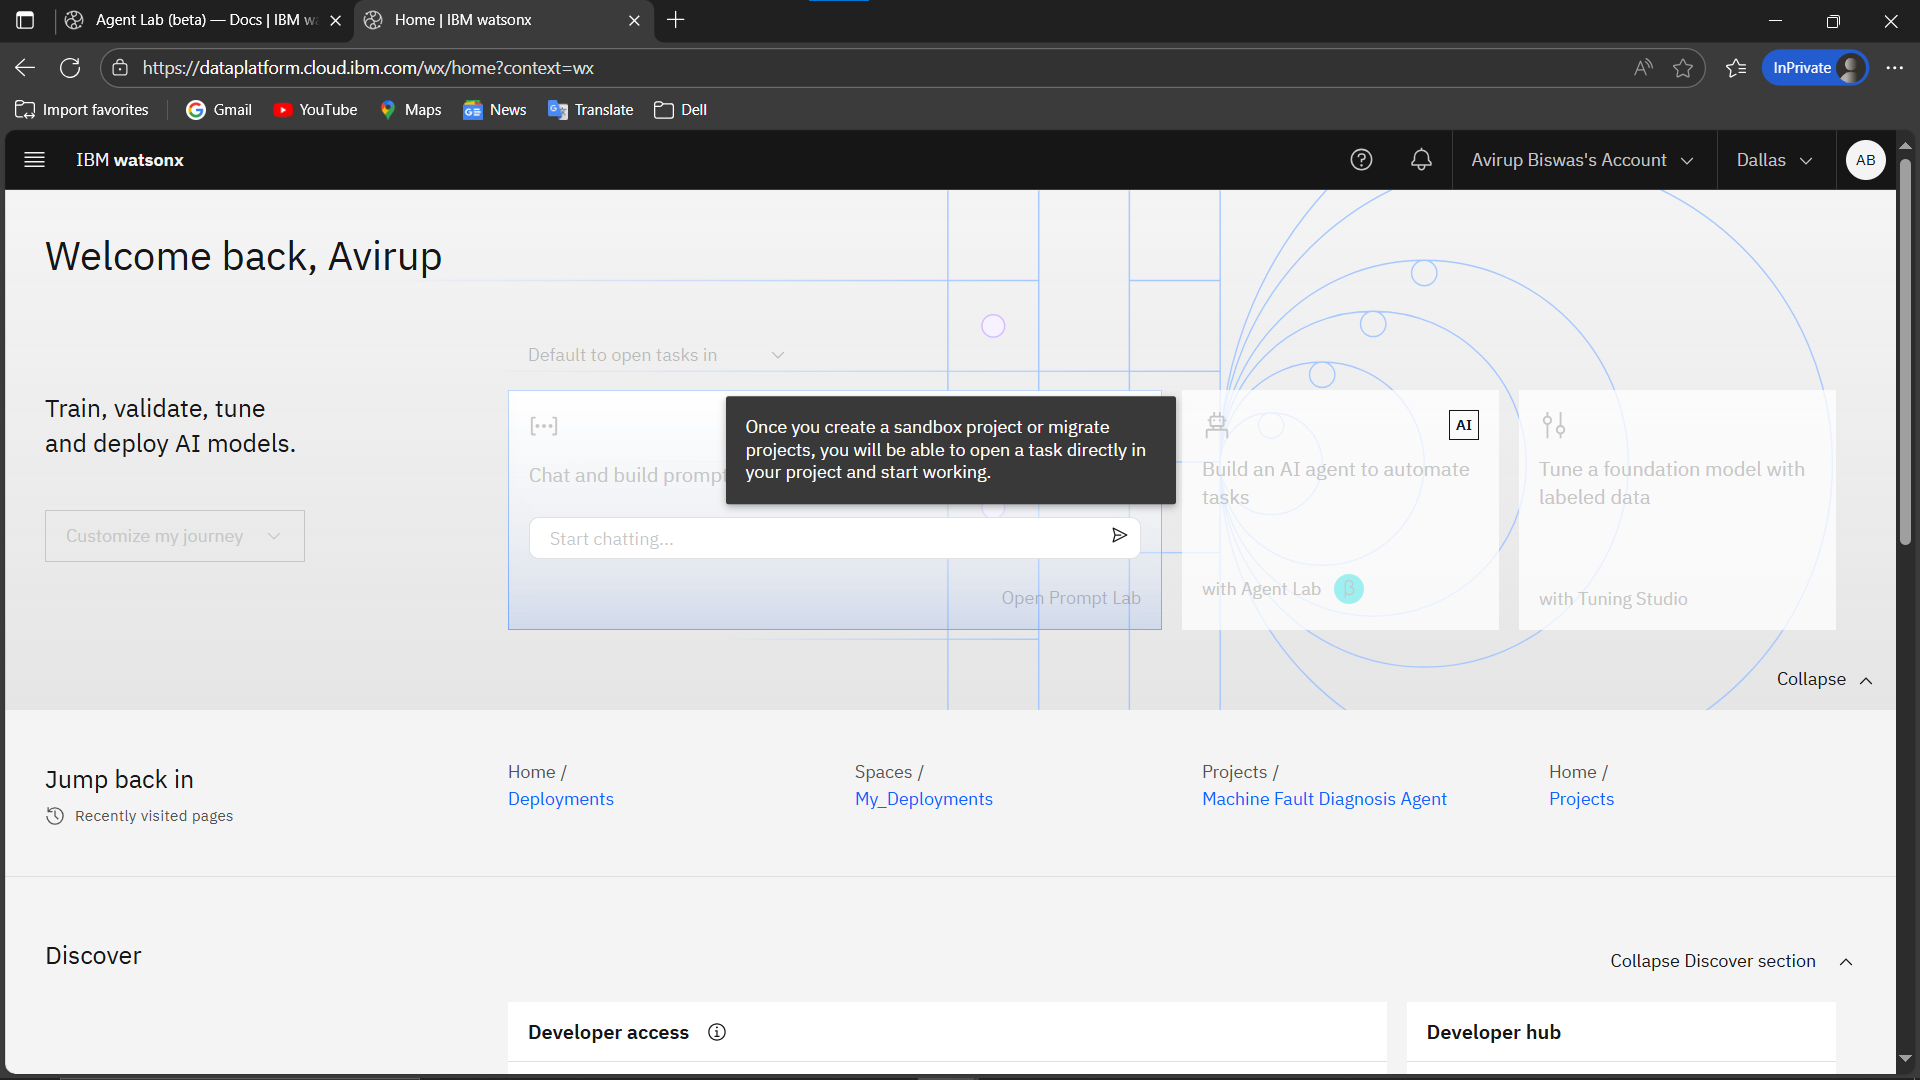 Agent Lab (beta) — Docs | IBM wa
Home | IBM watsonx
https://dataplatform.cloud.ibm.com/wx/home?context=wx
InPrivate
Import favorites
Gmail
YouTube
Maps
News
Translate
Dell
IBM watsonx
Avirup Biswas's Account
Dallas
AB
Welcome back, Avirup
Default to open tasks in
Train, validate, tune
and deploy AI models.
Customize my journey
Chat and build prompt
Once you create a sandbox project or migrate
projects, you will be able to open a task directly in
your project and start working.
Start chatting...
Open Prompt Lab
AI
Build an AI agent to automate
tasks
with Agent Lab β
Tune a foundation model with
labeled data
with Tuning Studio
Collapse
Jump back in
Recently visited pages
Home /
Deployments
Spaces /
My_Deployments
Projects /
Machine Fault Diagnosis Agent
Home /
Projects
Discover
Collapse Discover section
Developer access
Developer hub